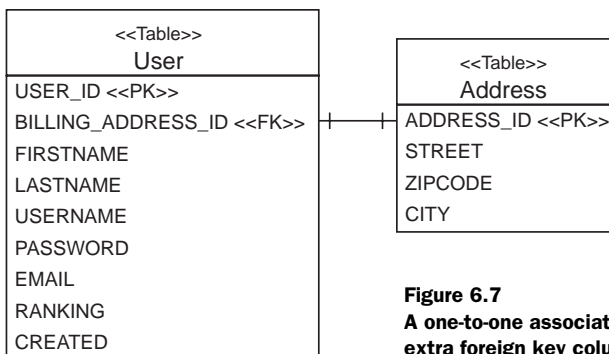 <<Table>>
User
USER_ID <<PK>>
BILLING_ADDRESS_ID <<FK>>
FIRSTNAME
LASTNAME
USERNAME
PASSWORD
EMAIL
RANKING
CREATED
<<Table>>
Address
ADDRESS_ID <<PK>>
STREET
ZIPCODE
CITY
Figure 6.7
A one-to-one associat
extra foreign key colu